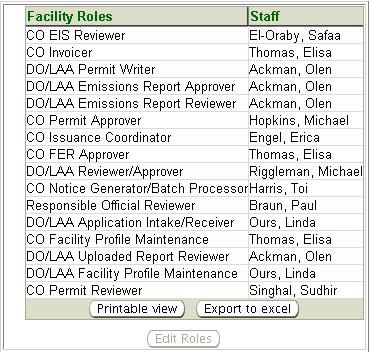 Facility Roles Staff
CO EIS Reviewer El-Oraby, Safaa
CO Invoicer Thomas, Elisa
DO/LAA Permit Writer Ackman, Olen
DO/LAA Emissions Report Approver Ackman, Olen
DO/LAA Emissions Report Reviewer Ackman, Olen
CO Permit Approver Hopkins, Michael
CO Issuance Coordinator Engel, Erica
CO FER Approver Thomas, Elisa
DO/LAA Reviewer/Approver Riggleman, Michael
CO Notice Generator/Batch Processor Harris, Toi
Responsible Official Reviewer Braun, Paul
DO/LAA Application Intake/Receiver Ours, Linda
CO Facility Profile Maintenance Thomas, Elisa
DO/LAA Uploaded Report Reviewer Ackman, Olen
DO/LAA Facility Profile Maintenance Ours, Linda
CO Permit Reviewer Singhal, Sudhir
Printable view Export to excel
Edit Roles